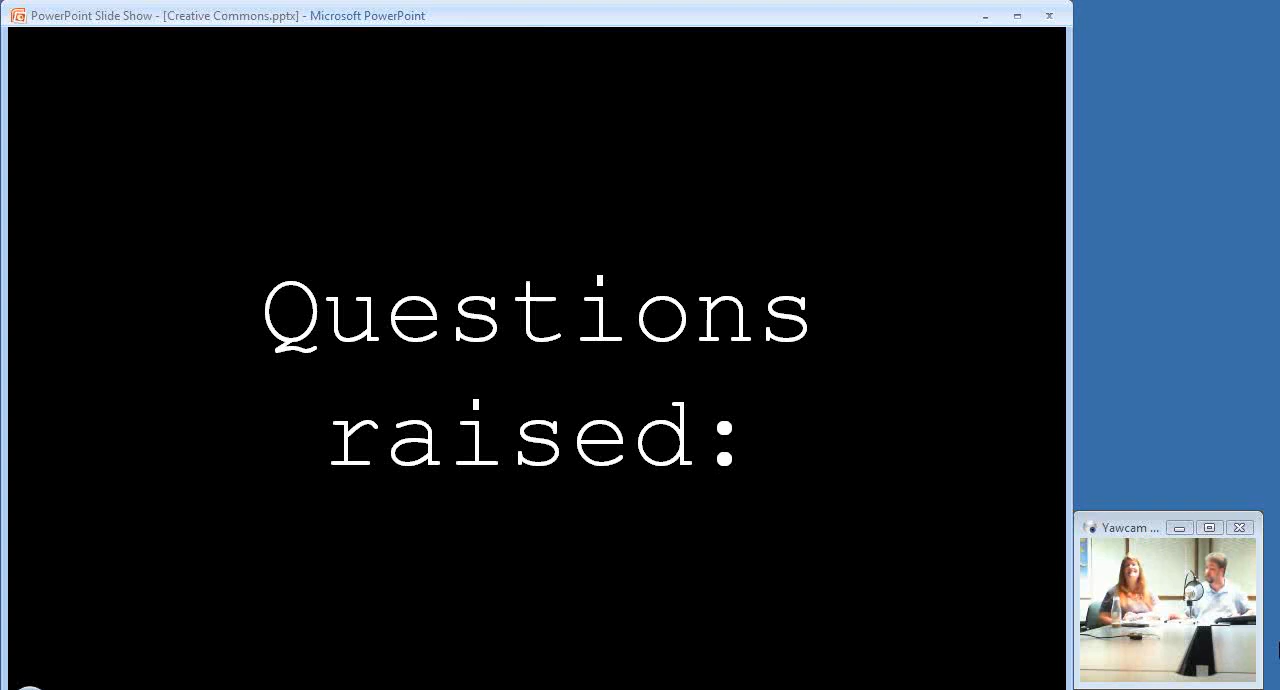 PowerPoint Slide Show - [Creative Commons.pptx] - Microsoft PowerPoint
Questions
raised:
Yawcam ...